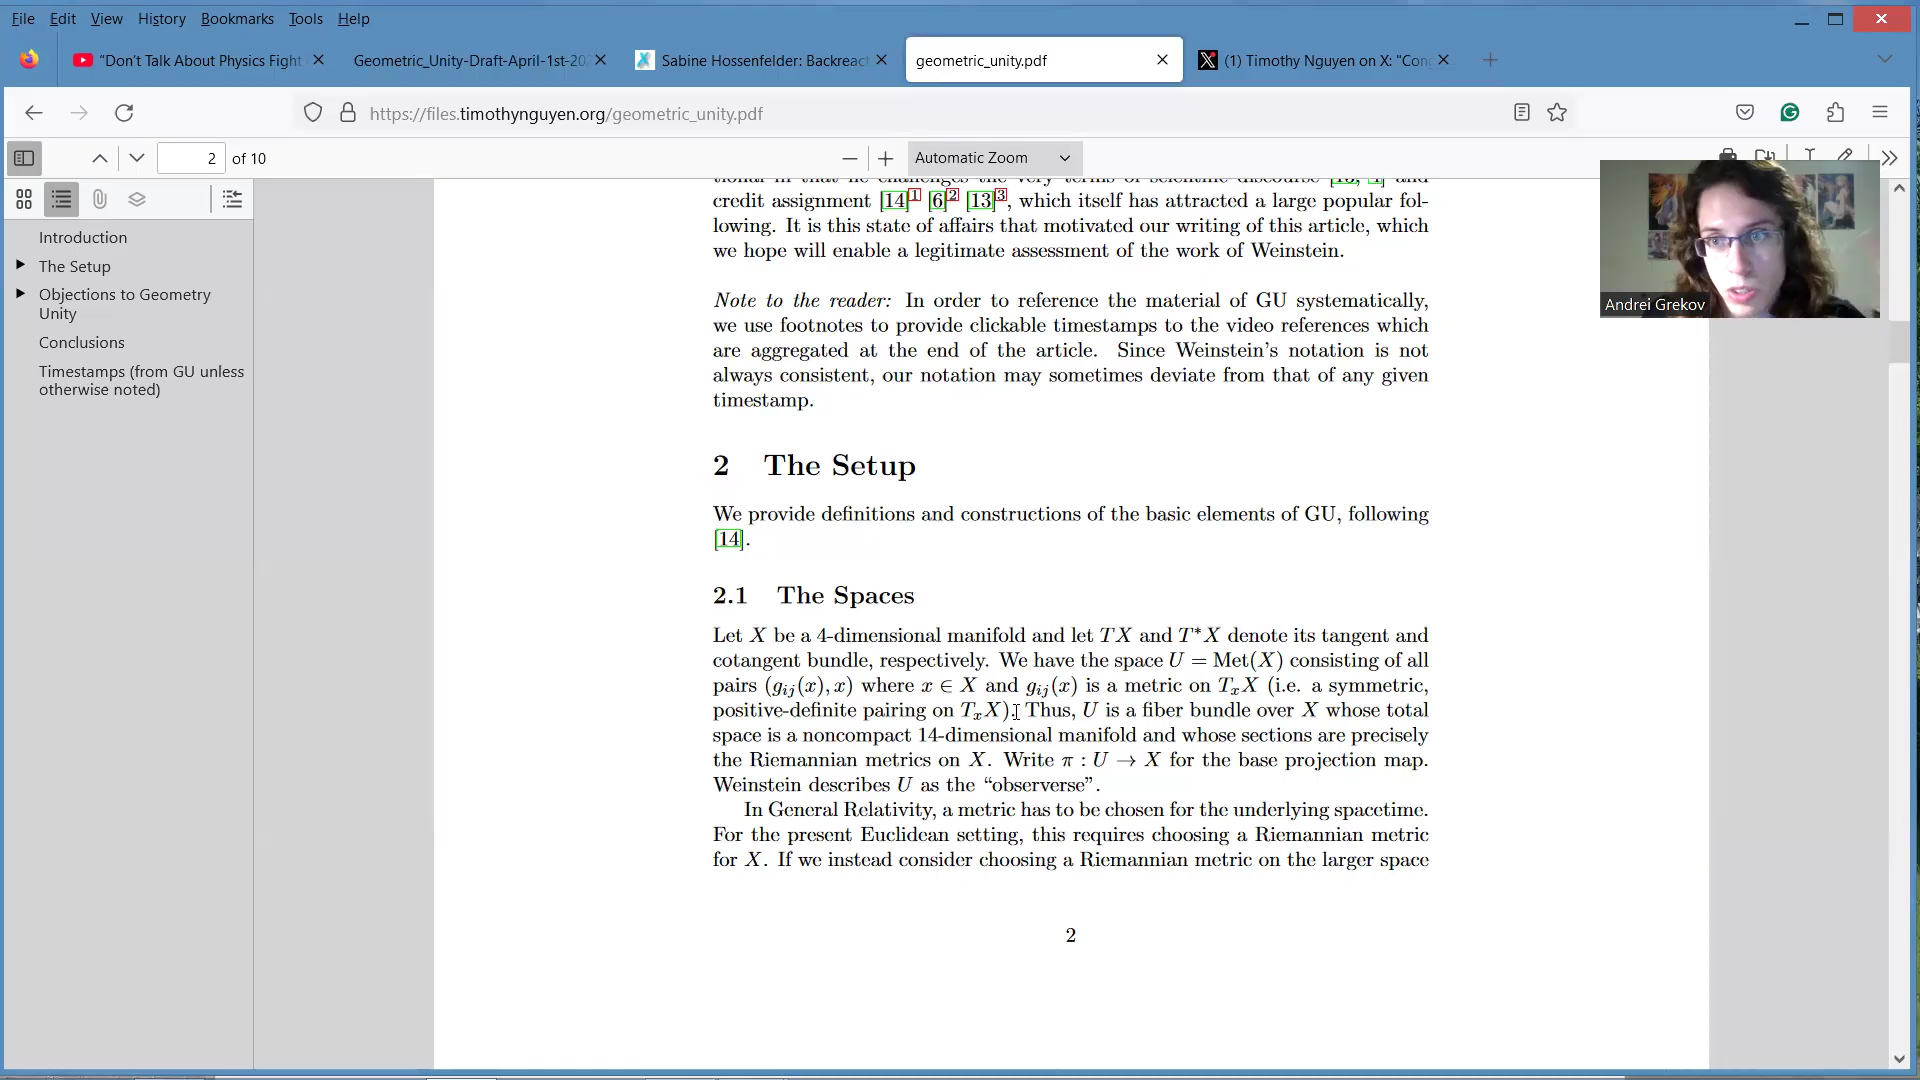 File Edit View History Tools Help
“Don’t Talk About Physics Fight
Geometric_Unity-Draft-April-1st-202
Sabine Hossenfelder: Backreac
geometric_unity.pdf
(1) Timothy Nguyen on X: "Con
https://files.timothynguyen.org/geometric_unity.pdf
2 of 10
Automatic Zoom
Introduction
The Setup
Objections to Geometry
Unity
Conclusions
Timestamps (from GU unless
otherwise noted)
Andrei Grekov
credit assignment [14]1 [6]2 [13]3, which itself has attracted a large popular fol-
lowing. It is this state of affairs that motivated our writing of this article, which
we hope will enable a legitimate assessment of the work of Weinstein.
Note to the reader: In order to reference the material of GU systematically,
we use footnotes to provide clickable timestamps to the video references which
are aggregated at the end of the article. Since Weinstein’s notation is not
always consistent, our notation may sometimes deviate from that of any given
timestamp.
2 The Setup
We provide definitions and constructions of the basic elements of GU, following
[14].
2.1 The Spaces
Let X be a 4-dimensional manifold and let TX and T*X denote its tangent and
cotangent bundle, respectively. We have the space U = Met(X) consisting of all
pairs (gij(x), x) where x ∈ X and gij(x) is a metric on TxX (i.e. a symmetric,
positive-definite pairing on TxX). Thus, U is a fiber bundle over X whose total
space is a noncompact 14-dimensional manifold and whose sections are precisely
the Riemannian metrics on X. Write π : U → X for the base projection map.
Weinstein describes U as the “observerse”.
In General Relativity, a metric has to be chosen for the underlying spacetime.
For the present Euclidean setting, this requires choosing a Riemannian metric
for X. If we instead consider choosing a Riemannian metric on the larger space
2